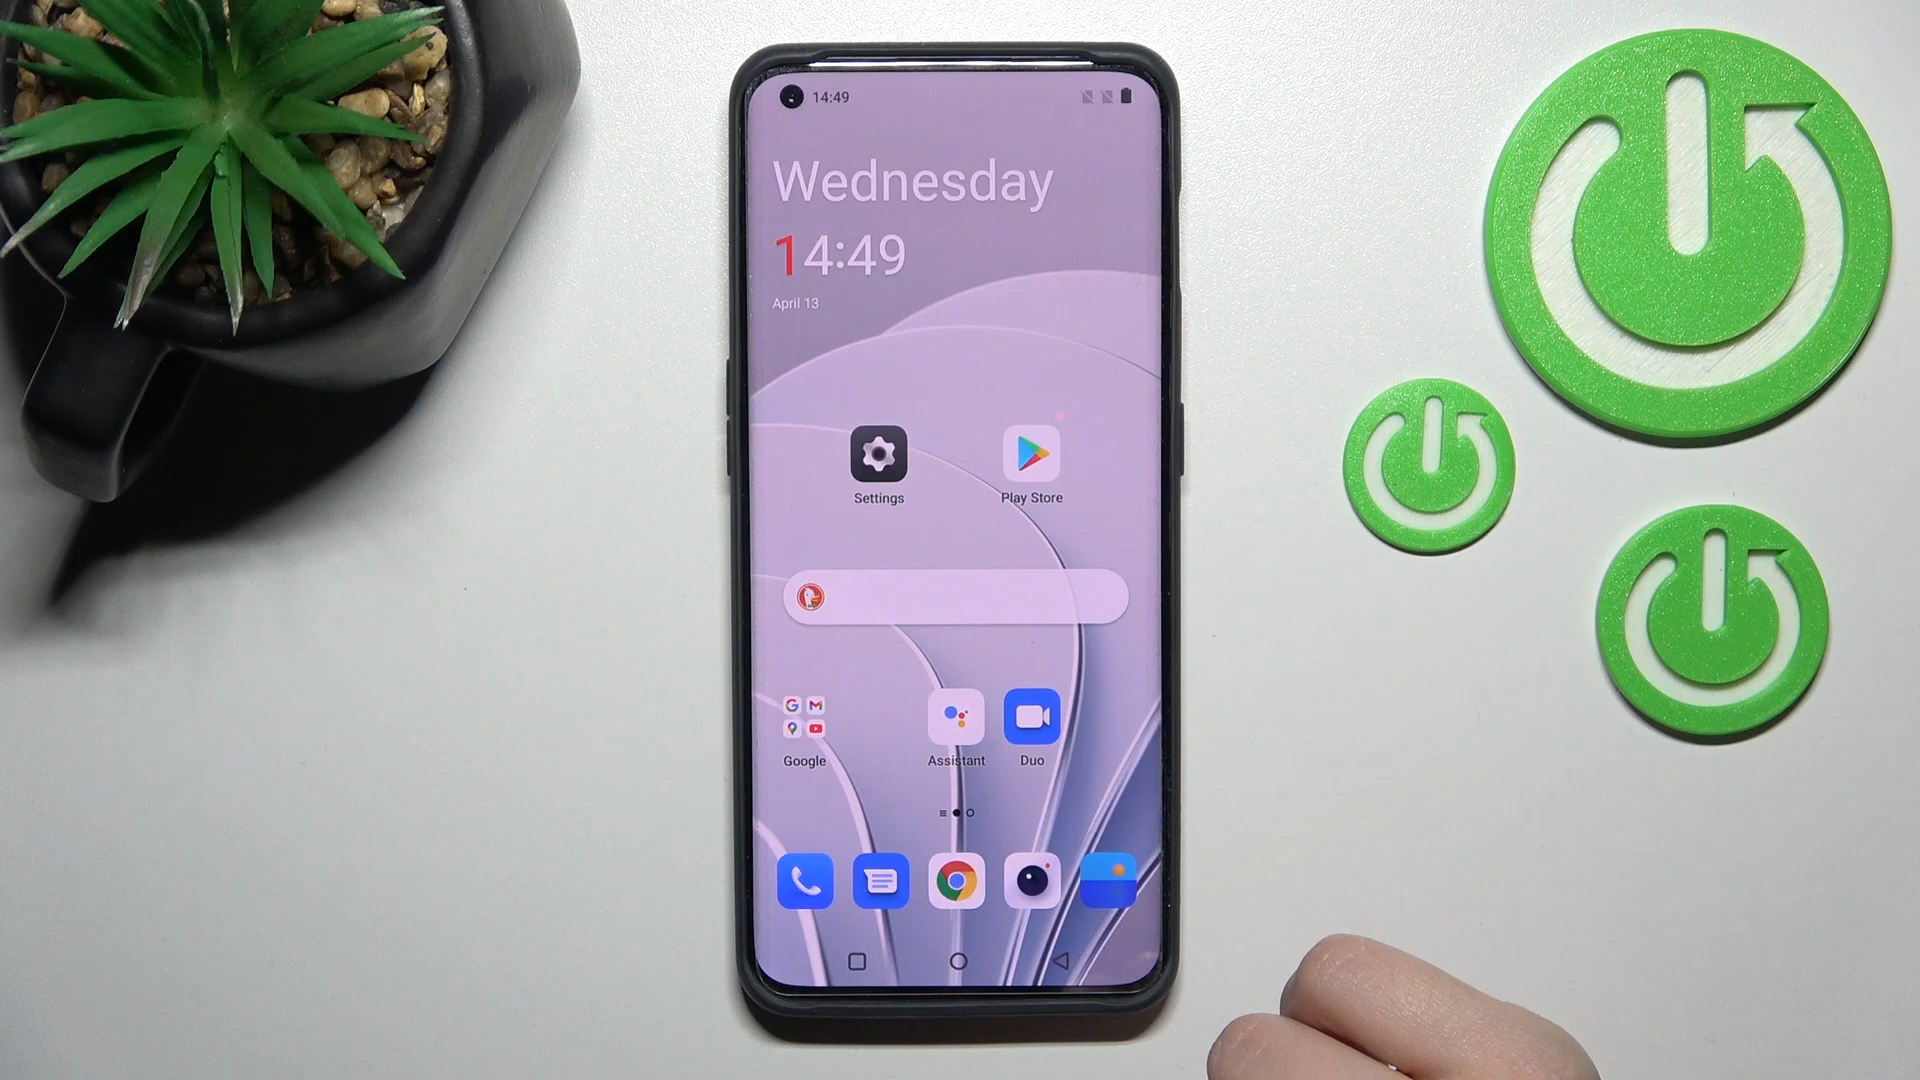 14:49
Wednesday
14:49
April 13
Settings
Play Store
Google
Assistant
Duo